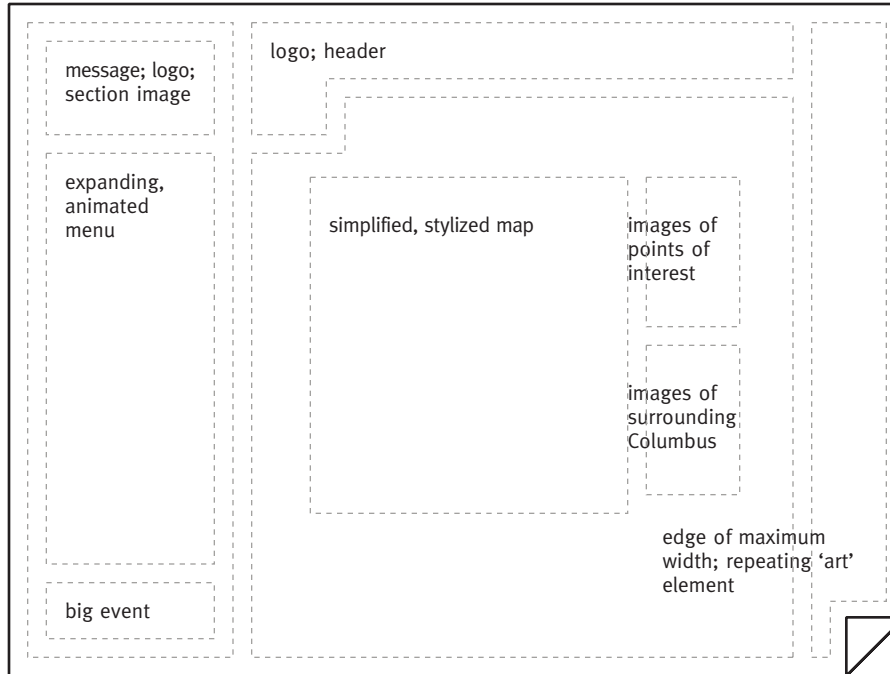 message; logo;
section image
expanding,
animated
menu
big event
logo; header
simplified, stylized map
images of
points of
interest
images of
surrounding
Columbus
edge of maximum
width; repeating ‘art’
element